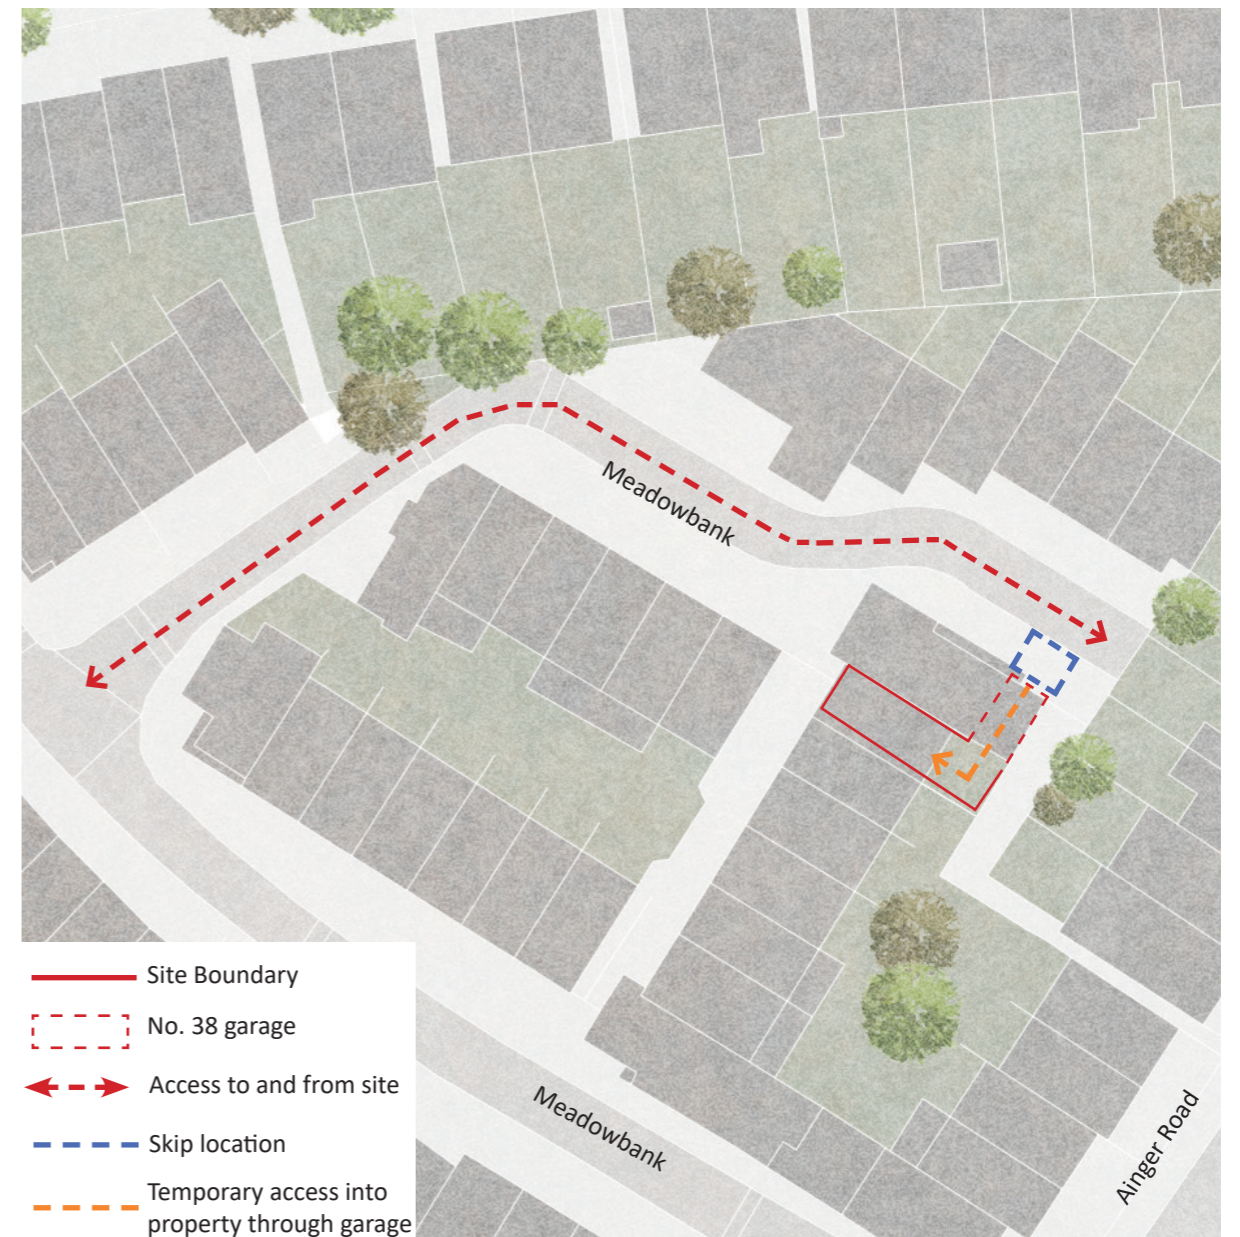 Meadowbank
Site Boundary
No. 38 garage
Access to and from site
Skip location
Temporary access into
property through garage
Meadowbank
Ainger Road